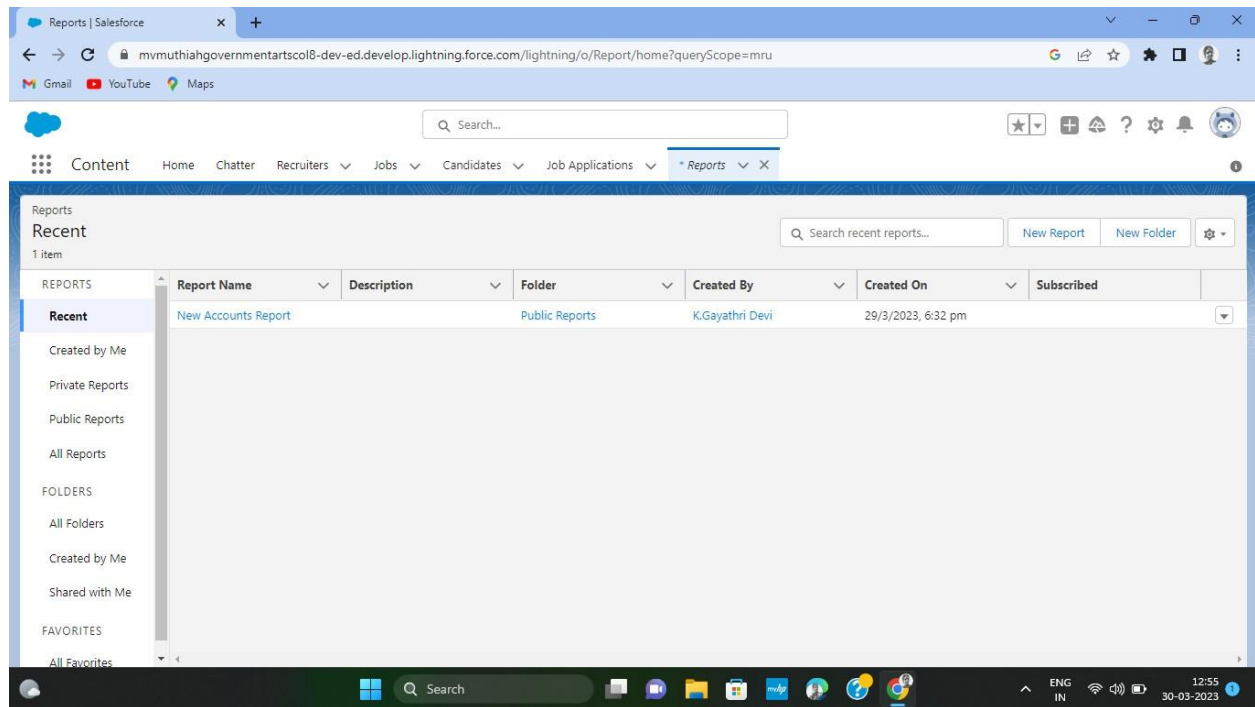 Reports | Salesforce
mvmuthiahgovernmentartscol8-dev-ed.develop.lightning.force.com/lightning/o/Report/home?queryScope=mru
Gmail YouTube Maps
Search...
Content Home Chatter Recruiters Jobs Candidates Job Applications * Reports
Reports
Recent
1 item
Search recent reports...
New Report New Folder
REPORTS
Report Name Description Folder Created By Created On Subscribed
Recent
New Accounts Report Public Reports K.Gayathri Devi 29/3/2023, 6:32 pm
Created by Me
Private Reports
Public Reports
All Reports
FOLDERS
All Folders
Created by Me
Shared with Me
FAVORITES
All Favorites
Search
ENG
IN
12:55
30-03-2023
1